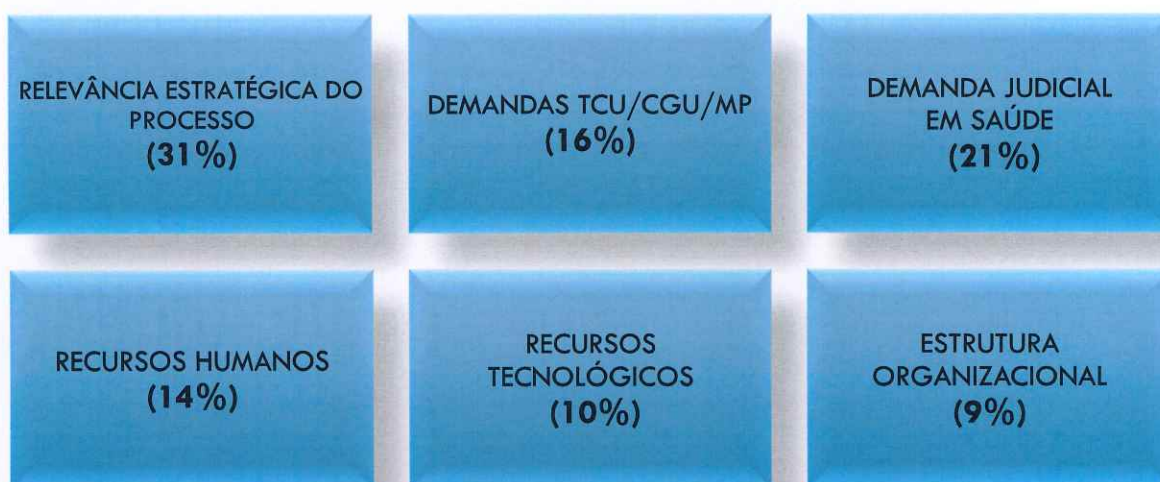 RELEVÂNCIA ESTRATÉGICA DO
PROCESSO
(31%)
DEMANDAS TCU/CGU/MP
(16%)
DEMANDA JUDICIAL
EM SAÚDE
(21%)
RECURSOS HUMANOS
(14%)
RECURSOS
TECNOLÓGICOS
(10%)
ESTRUTURA
ORGANIZACIONAL
(9%)